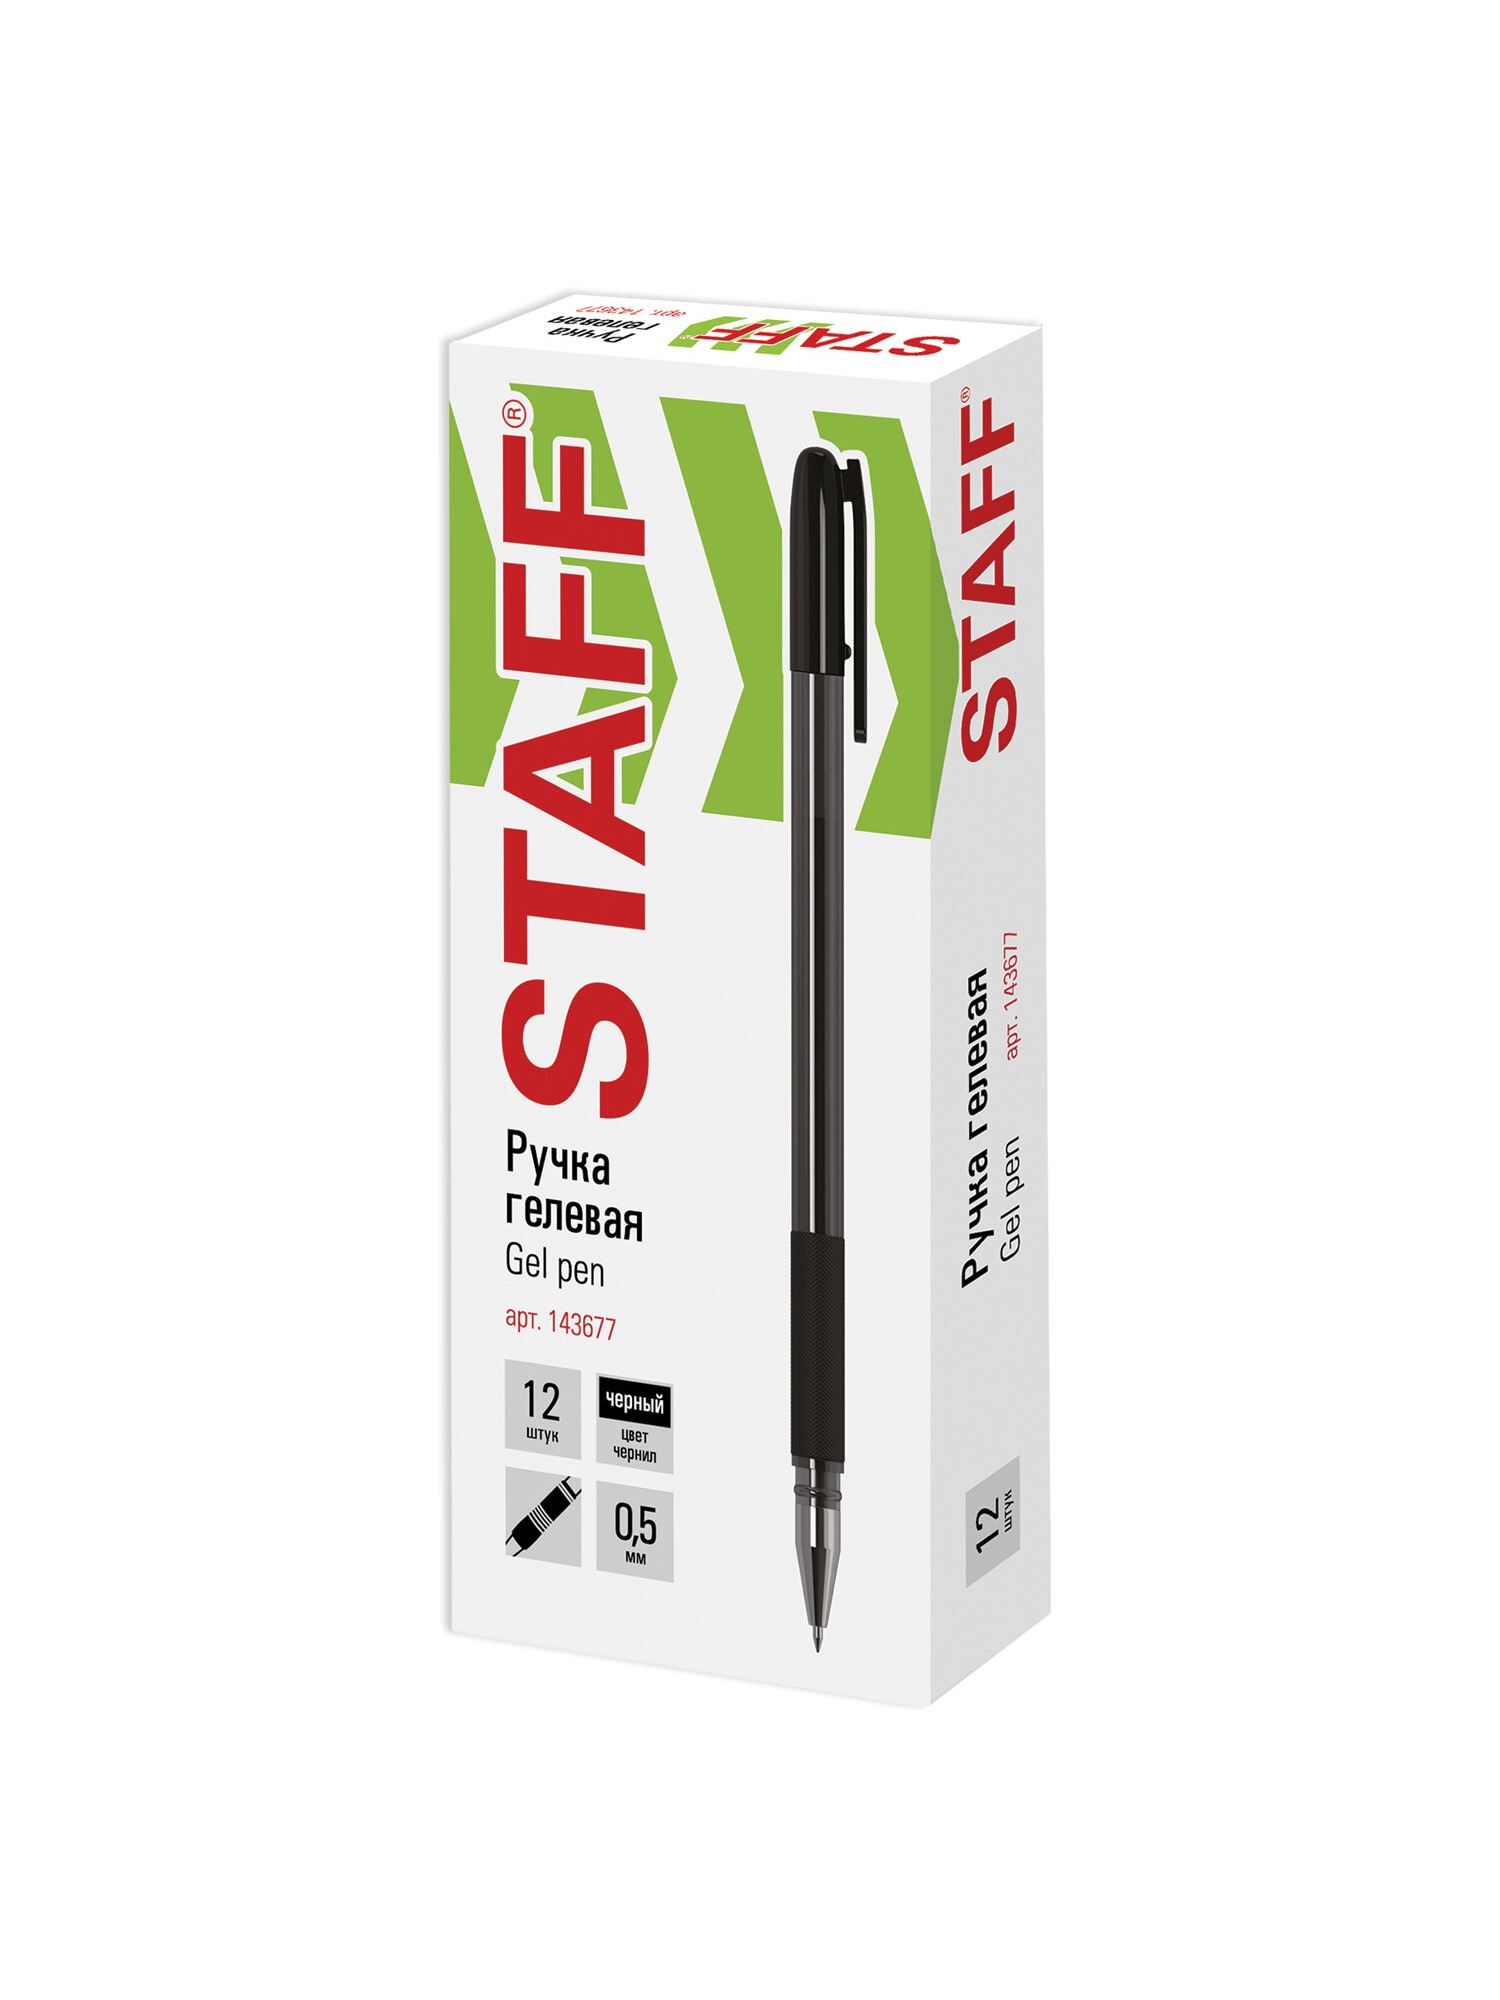 Ручка
гелевая
арт. 143677
STAFF®
STAFF®
Ручка
гелевая
Gel pen
арт. 143677
12
штук
черный
цвет
чернил
0,5
мм
STAFF®
Ручка гелевая
Gel pen
арт. 143677
12
штук